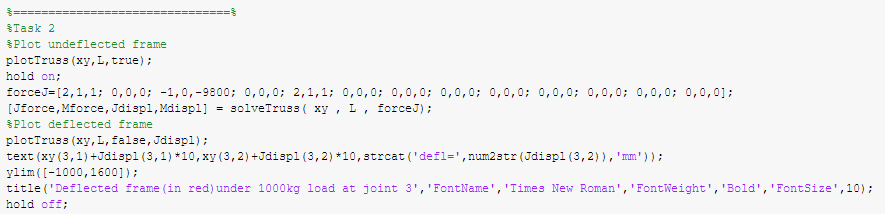 %===============================%
%Task 2
%Plot undeflected frame
plotTruss(xy,L,true);
hold on;
forceJ=[2,1,1; 0,0,0; -1,0,-9800; 0,0,0; 2,1,1; 0,0,0; 0,0,0; 0,0,0; 0,0,0; 0,0,0; 0,0,0; 0,0,0; 0,0,0];
[Jforce,Mforce,Jdispl,Mdispl] = solveTruss( xy , L , forceJ);
%Plot deflected frame
plotTruss(xy,L,false,Jdispl);
text(xy(3,1)+Jdispl(3,1)*10,xy(3,2)+Jdispl(3,2)*10,strcat('defl=',num2str(Jdispl(3,2)),'mm'));
ylim([-1000,1600]);
title('Deflected frame(in red)under 1000kg load at joint 3','FontName','Times New Roman','FontWeight','Bold','FontSize',10);
hold off;